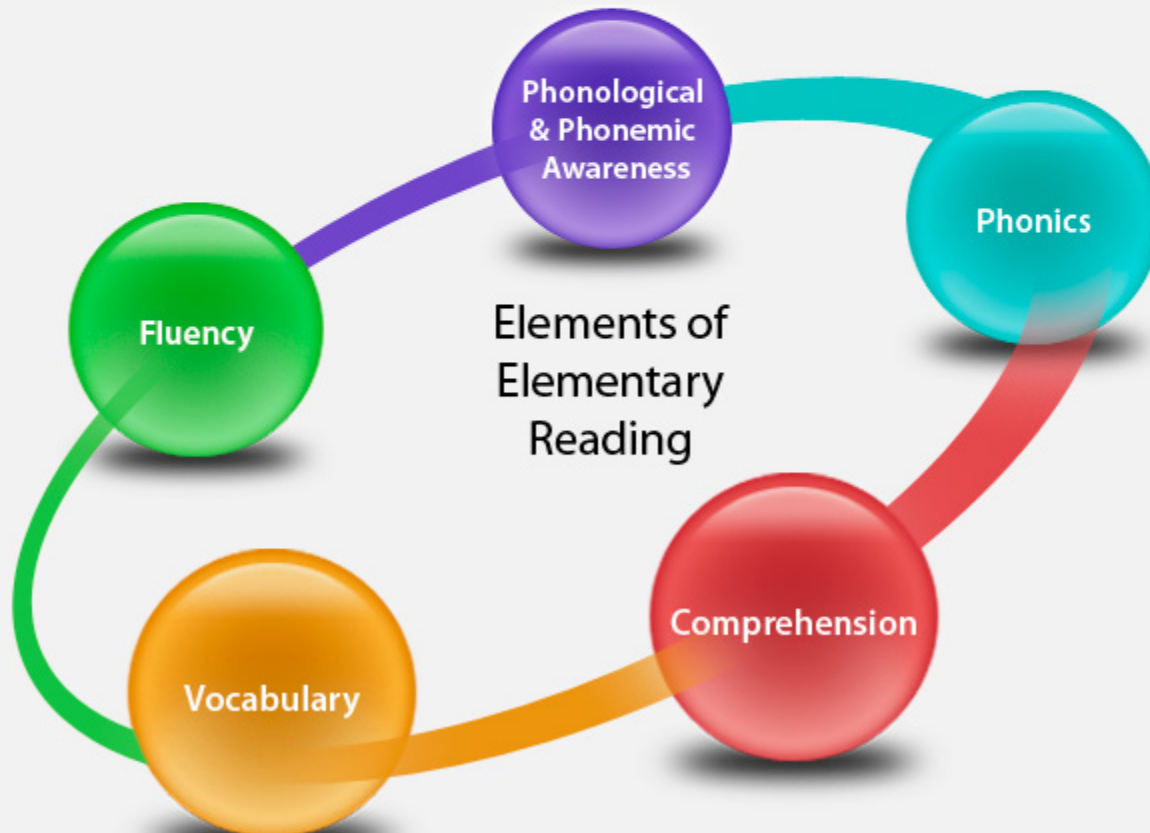 Phonological
& Phonemic
Awareness
Phonics
Fluency
Elements of
Elementary
Reading
Comprehension
Vocabulary